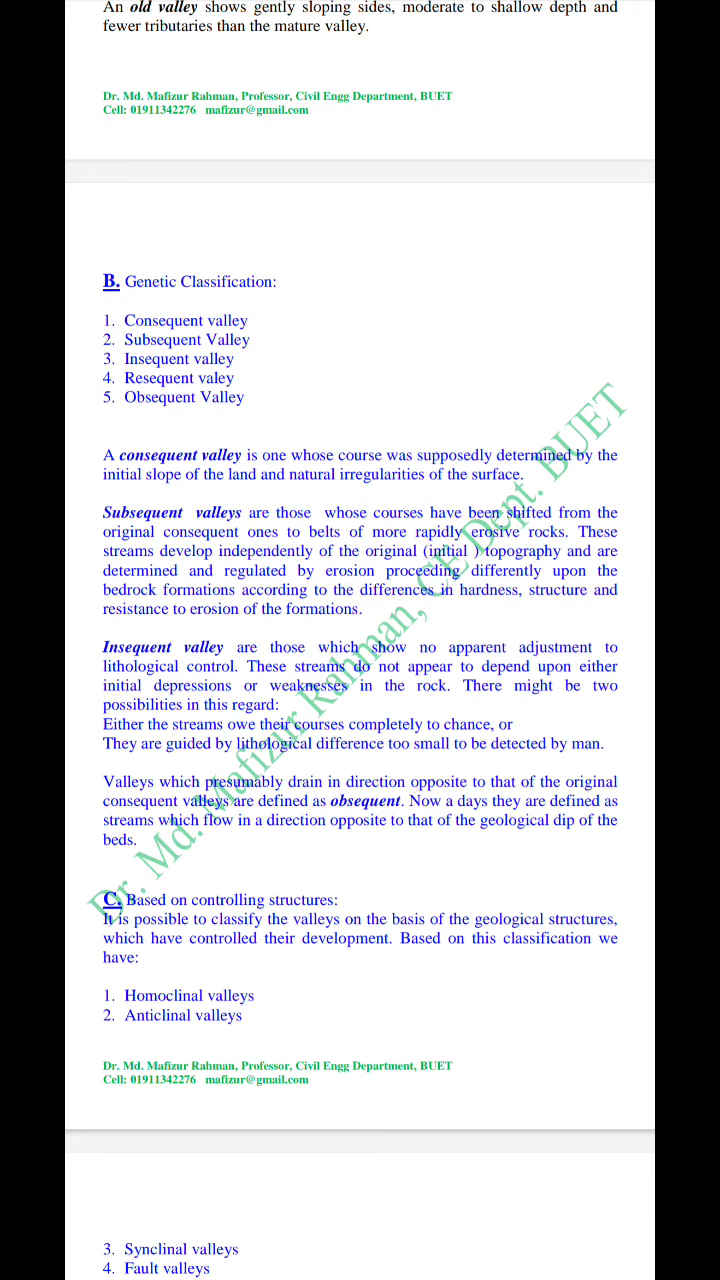 An old valley shows gently sloping sides, moderate to shallow depth and
fewer tributaries than the mature valley.
Dr. Md. Mafizur Rahman, Professor, Civil Engg Department, BUET
Cell: 01911342276 mafizur@gmail.com
B. Genetic Classification:
1. Consequent valley
2. Subsequent Valley
3. Insequent valley
4. Resequent valey
5. Obsequent Valley
A consequent valley is one whose course was supposedly determined by the
initial slope of the land and natural irregularities of the surface.
Subsequent valleys are those whose courses have been shifted from the
original consequent ones to belts of more rapidly erosive rocks. These
streams develop independently of the original (initial ) topography and are
determined and regulated by erosion proceeding differently upon the
bedrock formations according to the differences in hardness, structure and
resistance to erosion of the formations.
Insequent valley are those which show no apparent adjustment to
lithological control. These streams do not appear to depend upon either
initial depressions or weaknesses in the rock. There might be two
possibilities in this regard:
Either the streams owe their courses completely to chance, or
They are guided by lithological difference too small to be detected by man.
Valleys which presumably drain in direction opposite to that of the original
consequent valleys are defined as obsequent. Now a days they are defined as
streams which flow in a direction opposite to that of the geological dip of the
beds.
Dr. Md. Mafizur Rahman, CE Dept. BUET
C. Based on controlling structures:
It is possible to classify the valleys on the basis of the geological structures,
which have controlled their development. Based on this classification we
have:
1. Homoclinal valleys
2. Anticlinal valleys
Dr. Md. Mafizur Rahman, Professor, Civil Engg Department, BUET
Cell: 01911342276 mafizur@gmail.com
3. Synclinal valleys
4. Fault valleys